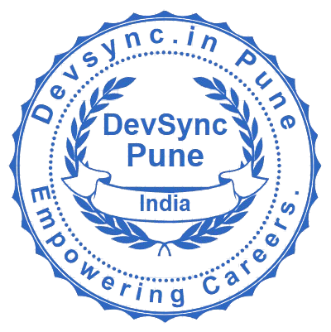 Devsync.in Pune
DevSync
Pune
India
Empowering Careers.